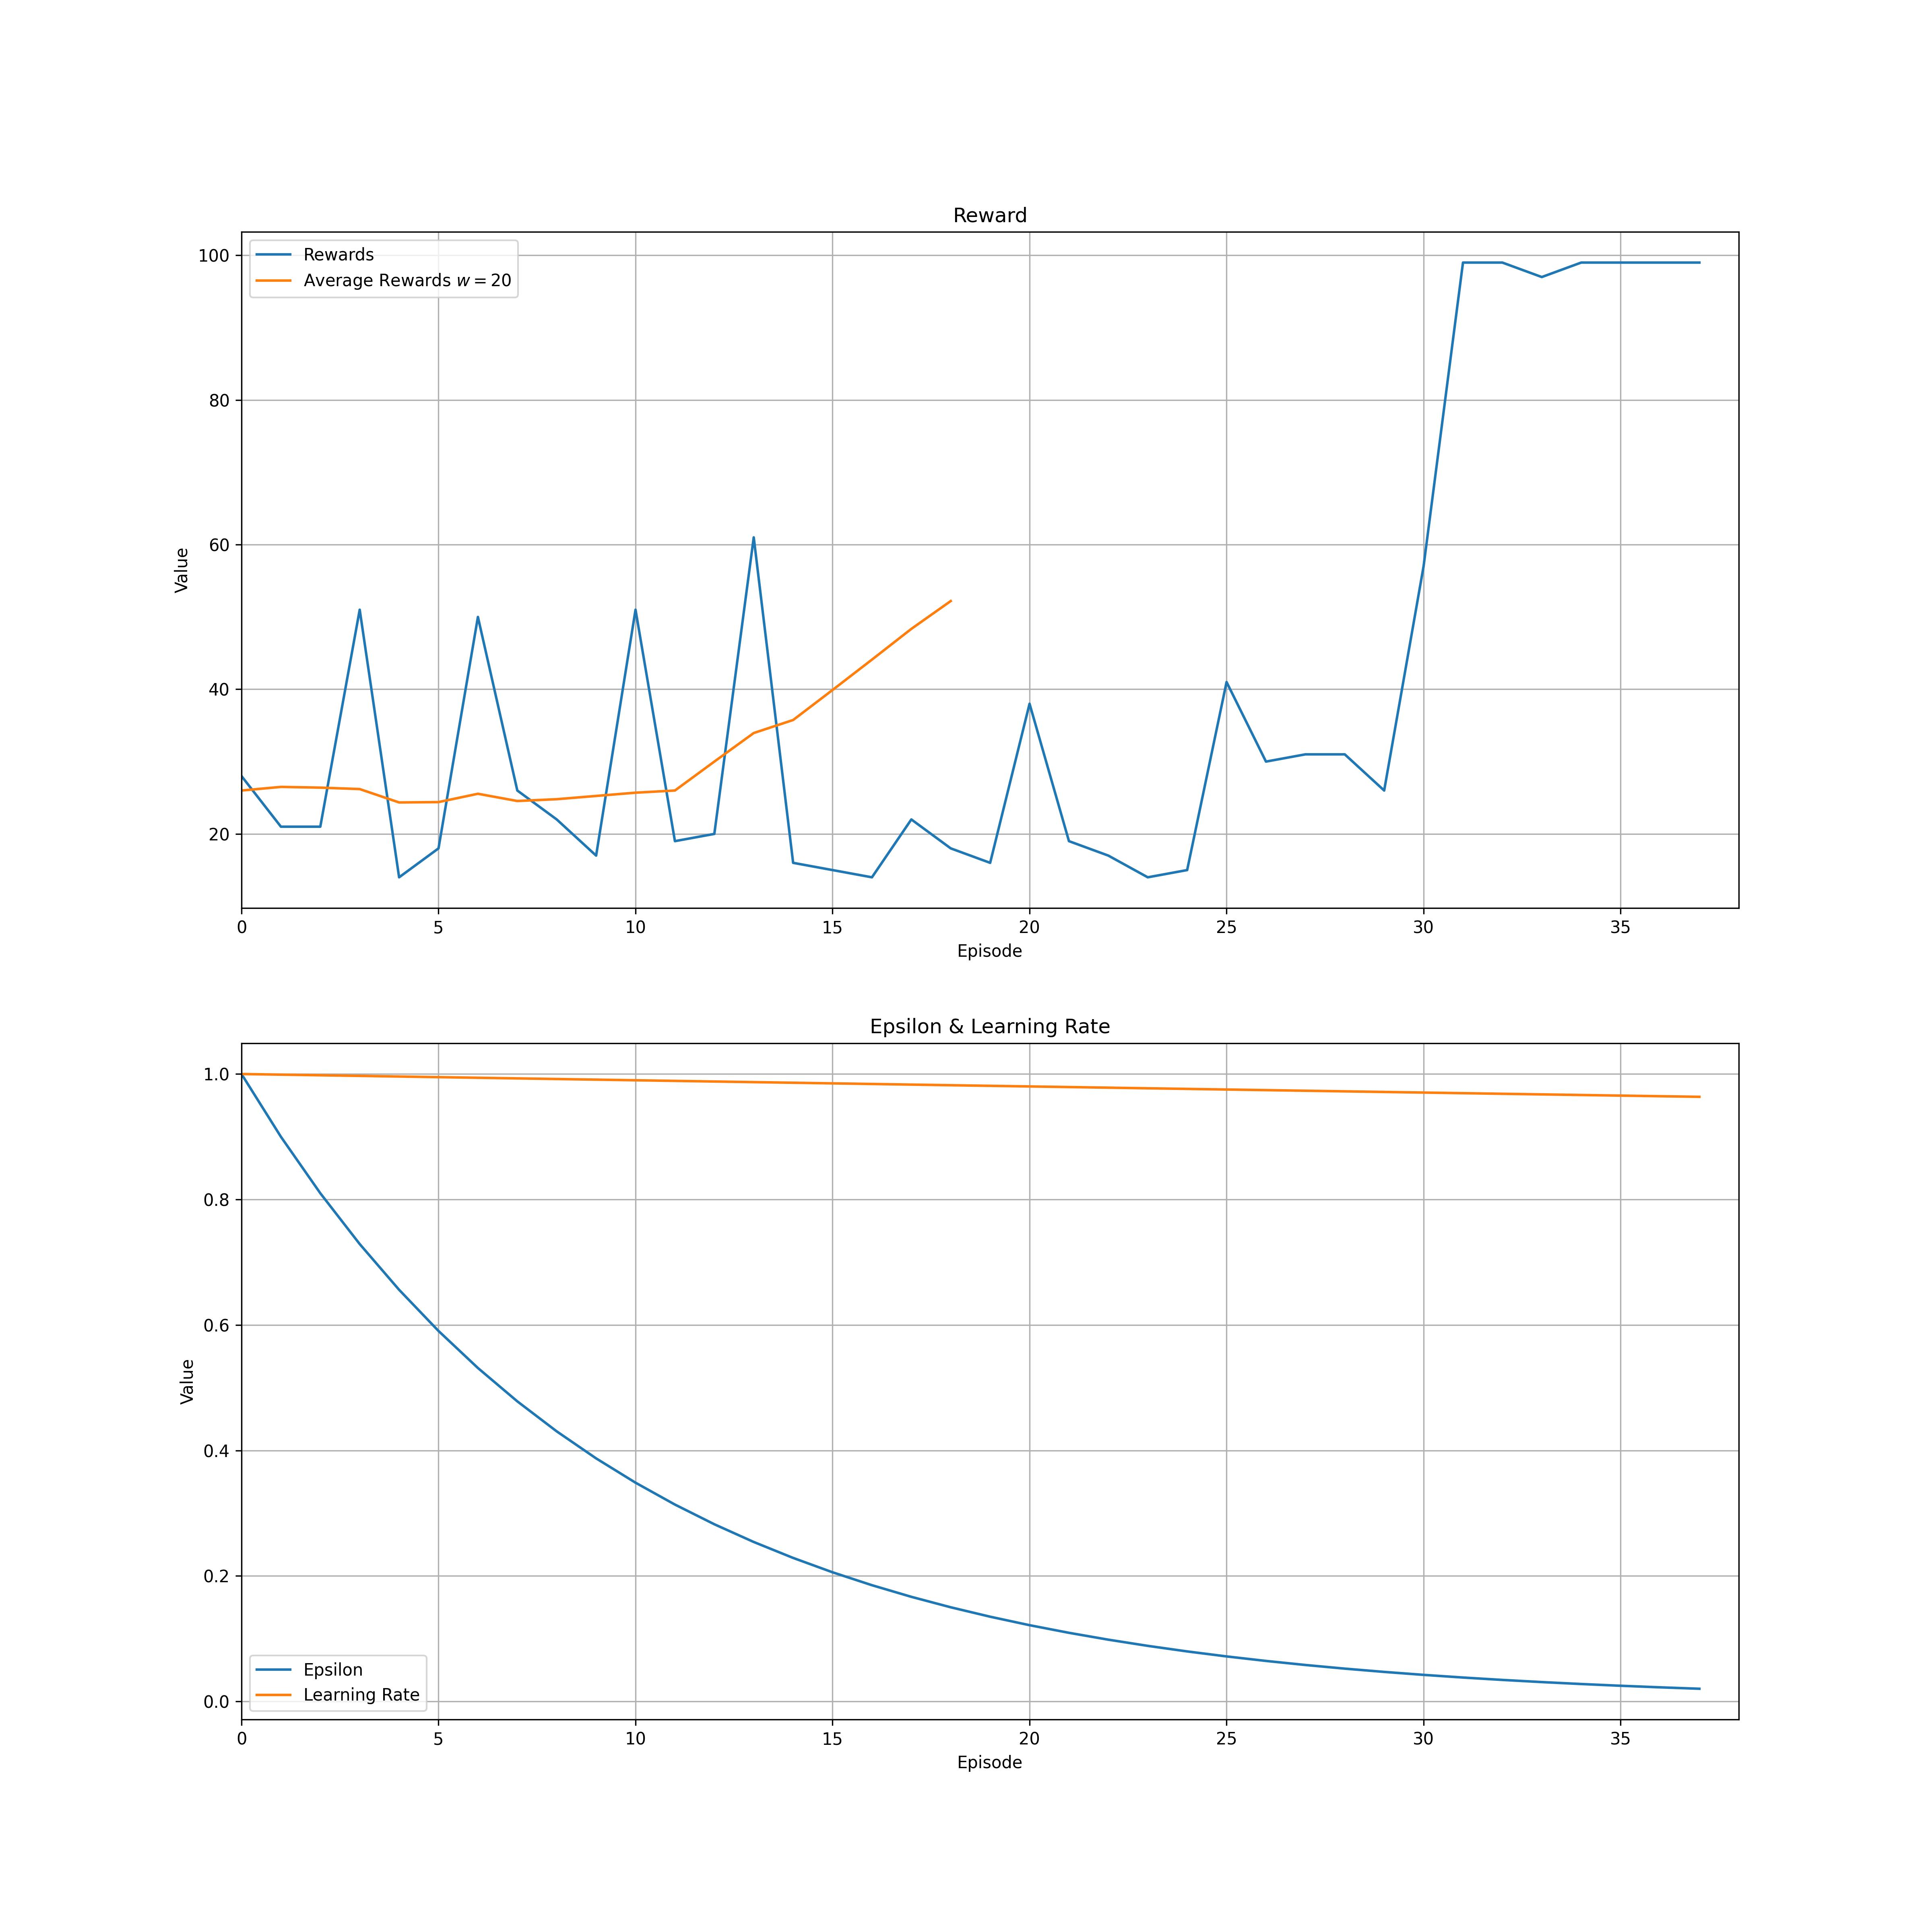 Reward
Rewards
Average Rewards w = 20
100
80
60
40
20
Value
0 5 10 15 20 25 30 35
Episode
Epsilon & Learning Rate
1.0
0.8
0.6
0.4
0.2
0.0
Value
Epsilon
Learning Rate
0 5 10 15 20 25 30 35
Episode